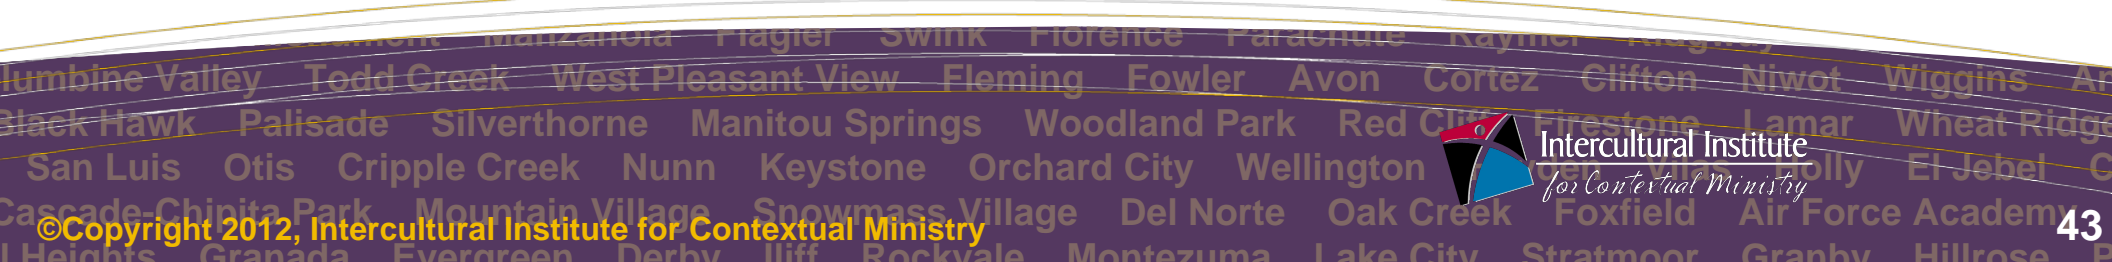 Manzanola Flagler Swink Florence Parachute Raymer Ridgway
Valley Todd Creek West Pleasant View Fleming Fowler Avon Cortez Clifton Niwot Wiggins
Black Hawk Palisade Silverthorne Manitou Springs Woodland Park Red Cliff Firestone Lamar Wheat Ridge
Intercultural Institute
San Luis Otis Cripple Creek Nunn Keystone Orchard City Wellington Holly El Jebel
for Contextual Ministry
Cascade-Chipita Park Mountain Village Snowmass Village Del Norte Oak Creek Foxfield Air Force Academy
©Copyright 2012, Intercultural Institute for Contextual Ministry
43
Heights Granada Evergreen Derby Iliff Rockvale Montezuma Lake City Stratmoor Granby Hillrose